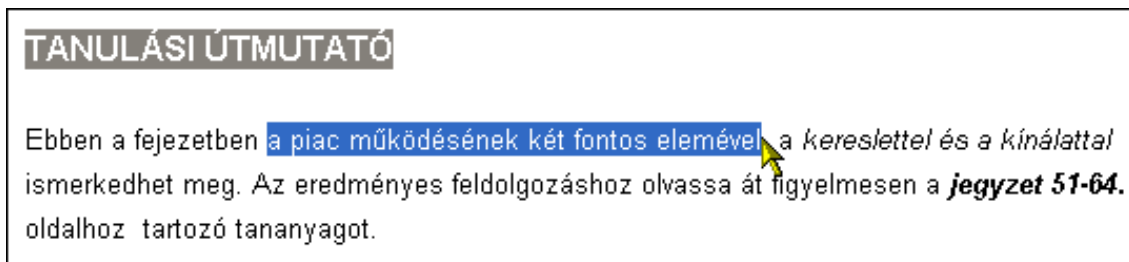 TANULÁSI ÚTMUTATÓ
Ebben a fejezetben a piac működésének két fontos elemével, a kereslettel és a kínálattal
ismerkedhet meg. Az eredményes feldolgozáshoz olvassa át figyelmesen a jegyzet 51-64.
oldalhoz tartozó tananyagot.